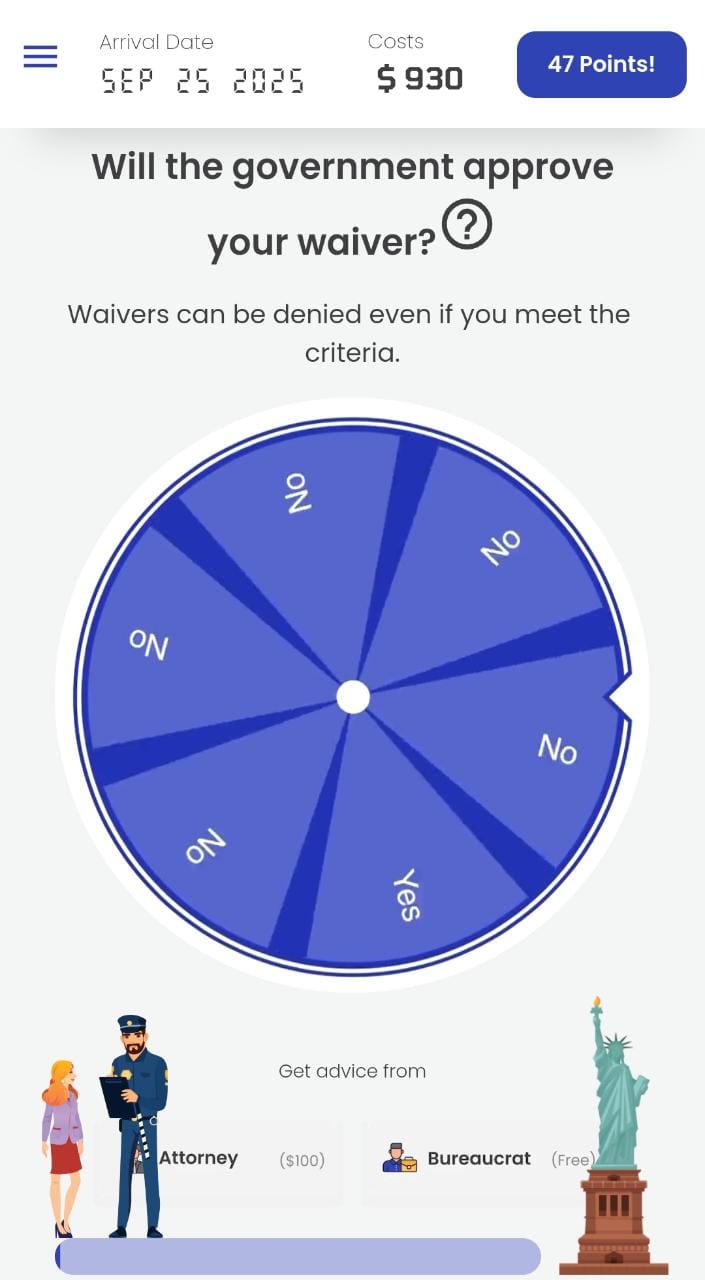 Arrival Date
SEP 25 2025
Costs
$ 930
47 Points!
Will the government approve
your waiver?
Waivers can be denied even if you meet the
criteria.
No
No
No
No
No
Yes
Get advice from
Attorney ($100)
Bureaucrat (Free)